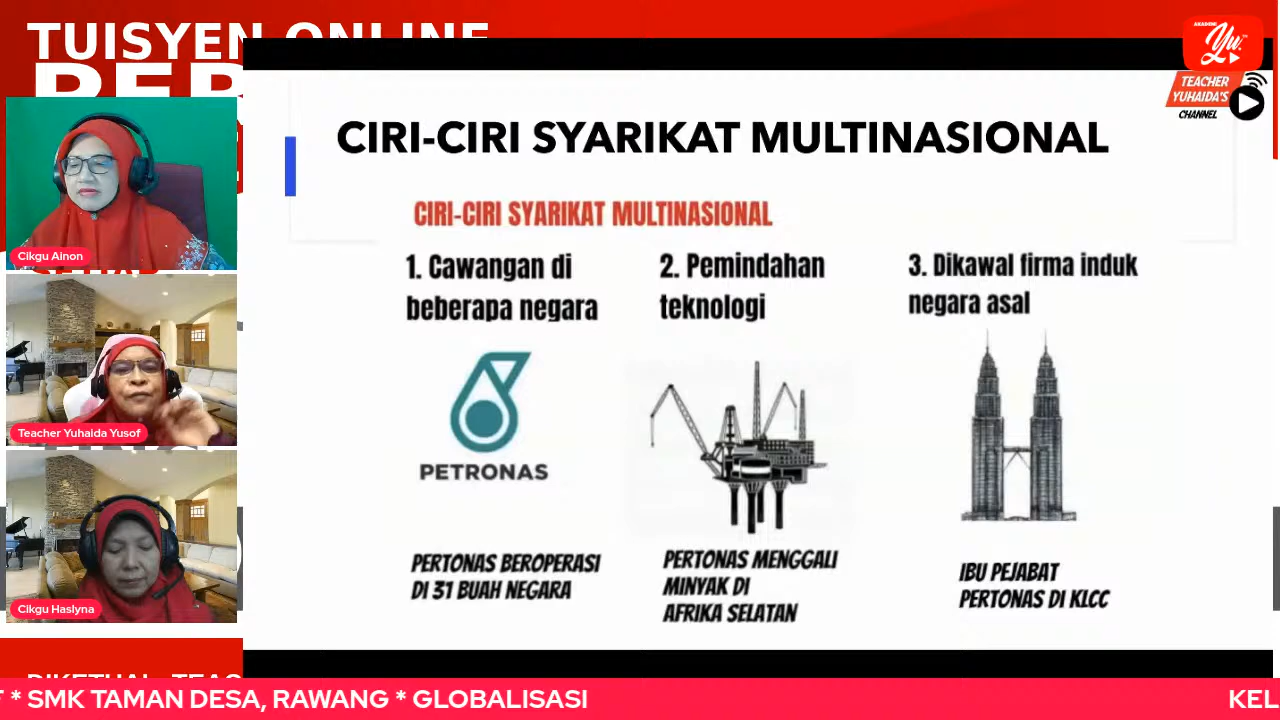 TUISYEN ONLINE
AKADEMI
Yu.
TEACHER
YUHAIDA'S
CHANNEL
CIRI-CIRI SYARIKAT MULTINASIONAL
CIRI-CIRI SYARIKAT MULTINASIONAL
1. Cawangan di
beberapa negara
2. Pemindahan
teknologi
3. Dikawal firma induk
negara asal
PETRONAS
PERTONAS BEROPERASI
DI 31 BUAH NEGARA
PERTONAS MENGGALI
MINYAK DI
AFRIKA SELATAN
IBU PEJABAT
PERTONAS DI KLCC
Cikgu Ainon
Teacher Yuhaida Yusof
Cikgu Haslyna
* SMK TAMAN DESA, RAWANG * GLOBALISASI
KEL